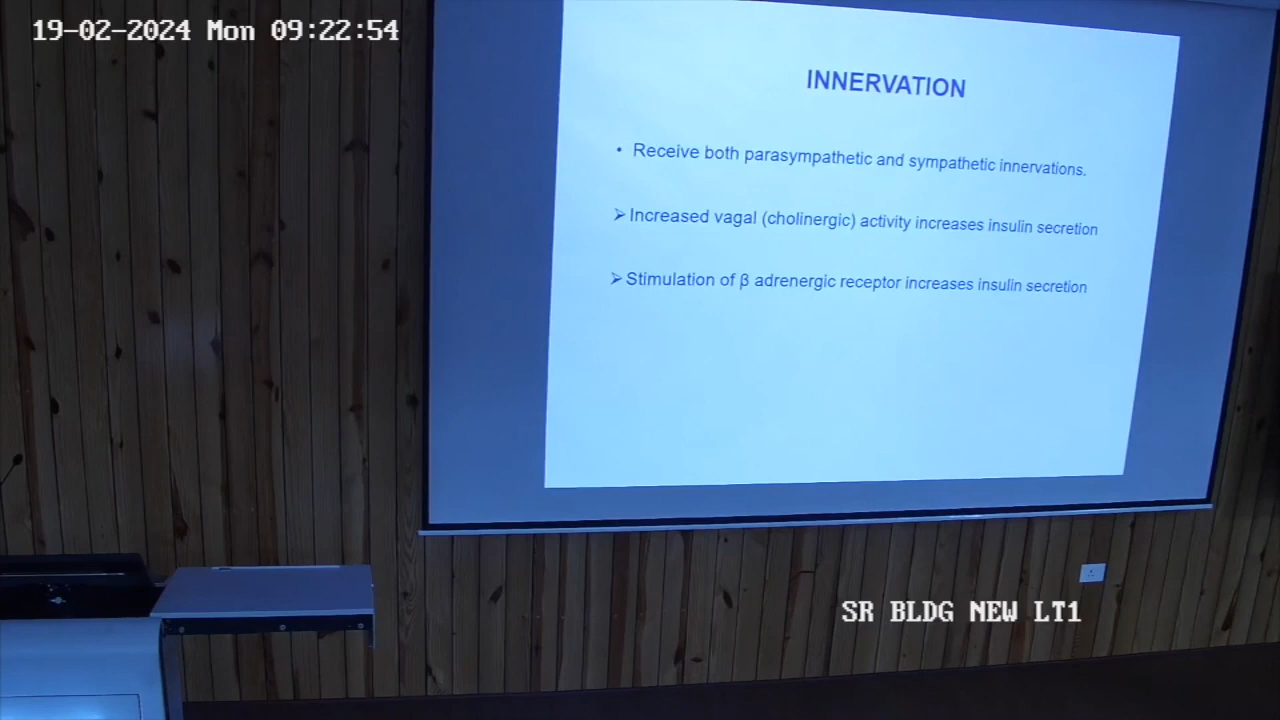 19-02-2024 Mon 09:22:54
INNERVATION
• Receive both parasympathetic and sympathetic innervations.
➢Increased vagal (cholinergic) activity increases insulin secretion
➢Stimulation of β adrenergic receptor increases insulin secretion
SR BLDG NEW LT1